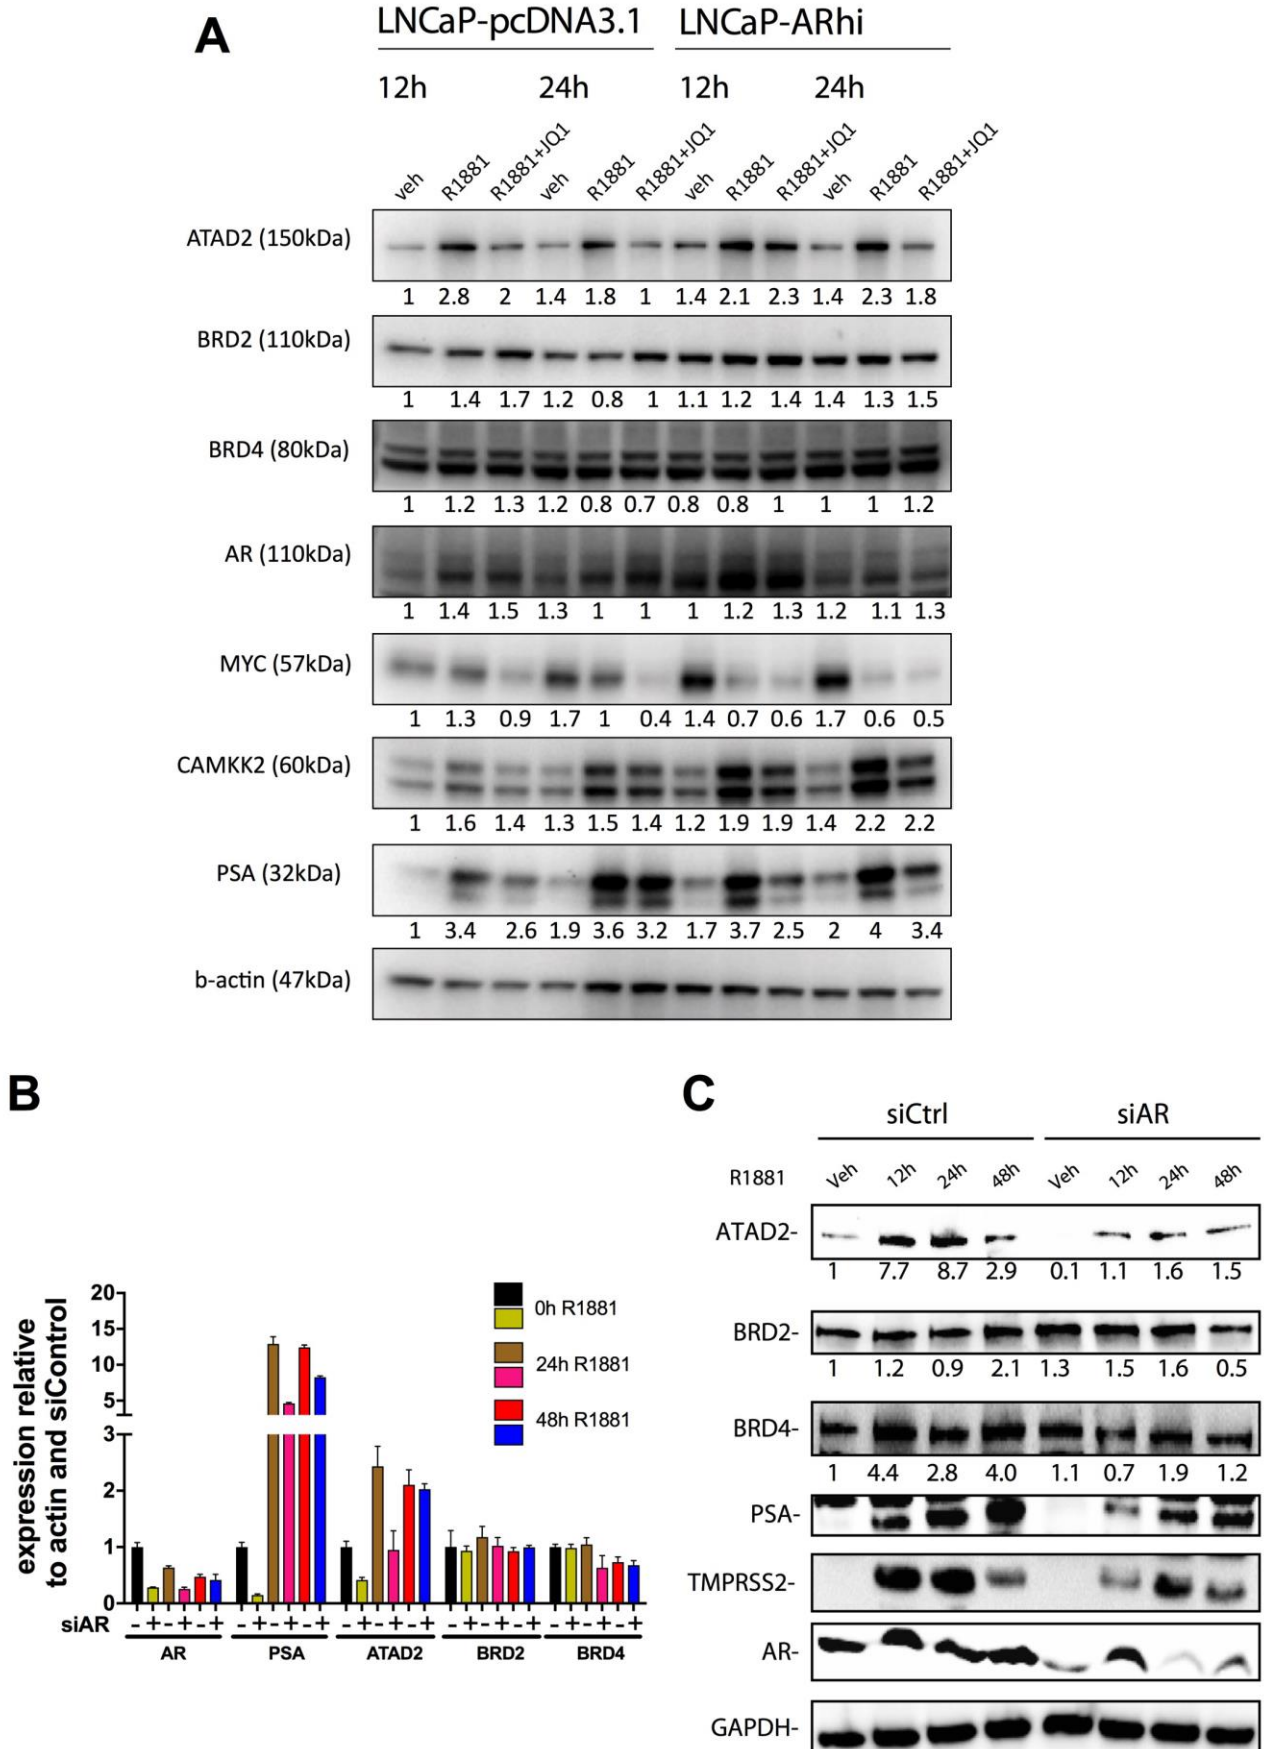 A
LNCaP-pcDNA3.1 LNCaP-ARhi
12h 24h 12h 24h
veh R1881 R1881+JQ1 veh R1881 R1881+JQ1 veh R1881 R1881+JQ1 veh R1881 R1881+JQ1
ATAD2 (150kDa)
1 2.8 2 1.4 1.8 1 1.4 2.1 2.3 1.4 2.3 1.8
BRD2 (110kDa)
1 1.4 1.7 1.2 0.8 1 1.1 1.2 1.4 1.4 1.3 1.5
BRD4 (80kDa)
1 1.2 1.3 1.2 0.8 0.7 0.8 0.8 1 1 1 1.2
AR (110kDa)
1 1.4 1.5 1.3 1 1 1 1.2 1.3 1.2 1.1 1.3
MYC (57kDa)
1 1.3 0.9 1.7 1 0.4 1.4 0.7 0.6 1.7 0.6 0.5
CAMKK2 (60kDa)
1 1.6 1.4 1.3 1.5 1.4 1.2 1.9 1.9 1.4 2.2 2.2
PSA (32kDa)
1 3.4 2.6 1.9 3.6 3.2 1.7 3.7 2.5 2 4 3.4
b-actin (47kDa)
B
expression relative
to actin and siControl
20
15
10
5
3
2
1
0
0h R1881
24h R1881
48h R1881
siAR - + - + - + - + - + - + - + - + - + - + - + - + - + - + - +
AR PSA ATAD2 BRD2 BRD4
C
siCtrl siAR
R1881 Veh 12h 24h 48h Veh 12h 24h 48h
ATAD2-
1 7.7 8.7 2.9 0.1 1.1 1.6 1.5
BRD2-
1 1.2 0.9 2.1 1.3 1.5 1.6 0.5
BRD4-
1 4.4 2.8 4.0 1.1 0.7 1.9 1.2
PSA-
TMPRSS2-
AR-
GAPDH-